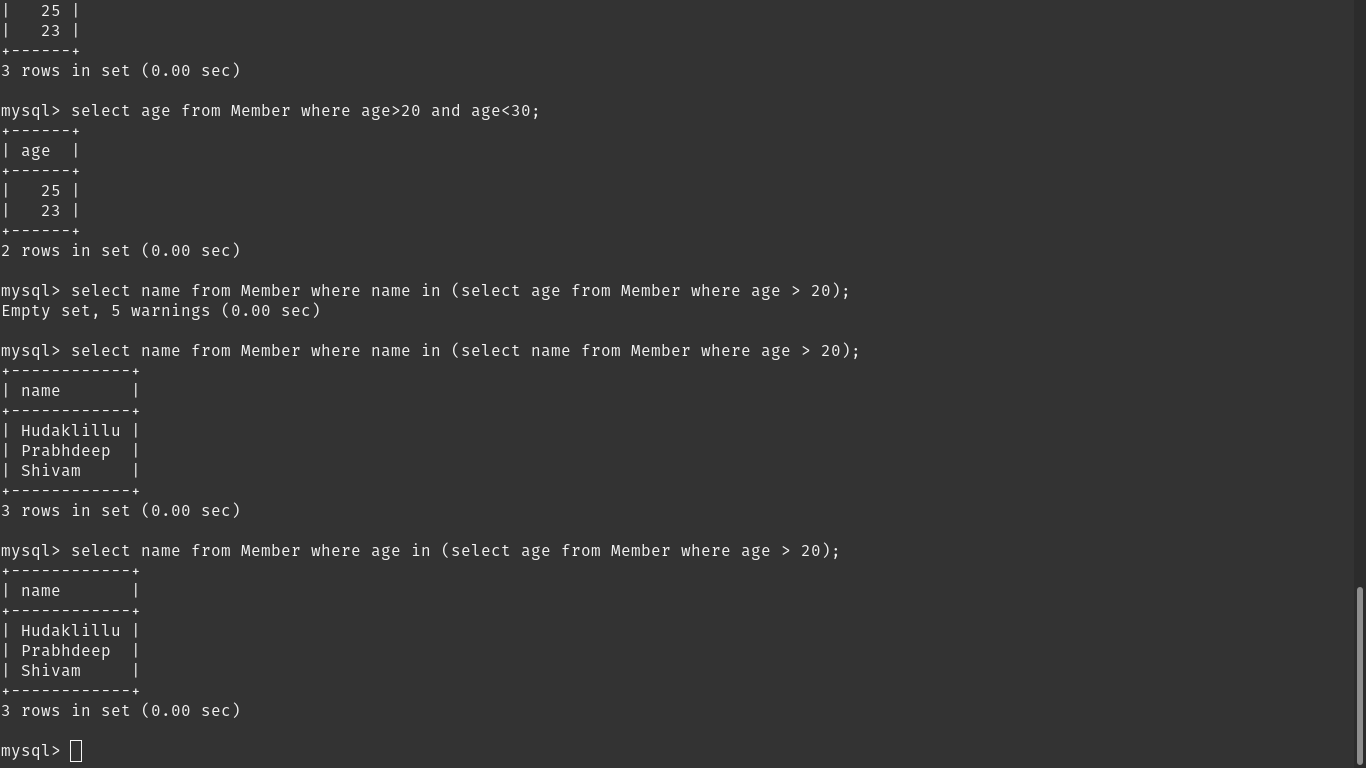 |   25 |
|   23 |
+------+
3 rows in set (0.00 sec)

mysql> select age from Member where age>20 and age<30;
+------+
| age  |
+------+
|   25 |
|   23 |
+------+
2 rows in set (0.00 sec)

mysql> select name from Member where name in (select age from Member where age > 20);
Empty set, 5 warnings (0.00 sec)

mysql> select name from Member where name in (select name from Member where age > 20);
+------------+
| name       |
+------------+
| Hudaklillu |
| Prabhdeep  |
| Shivam     |
+------------+
3 rows in set (0.00 sec)

mysql> select name from Member where age in (select age from Member where age > 20);
+------------+
| name       |
+------------+
| Hudaklillu |
| Prabhdeep  |
| Shivam     |
+------------+
3 rows in set (0.00 sec)

mysql>